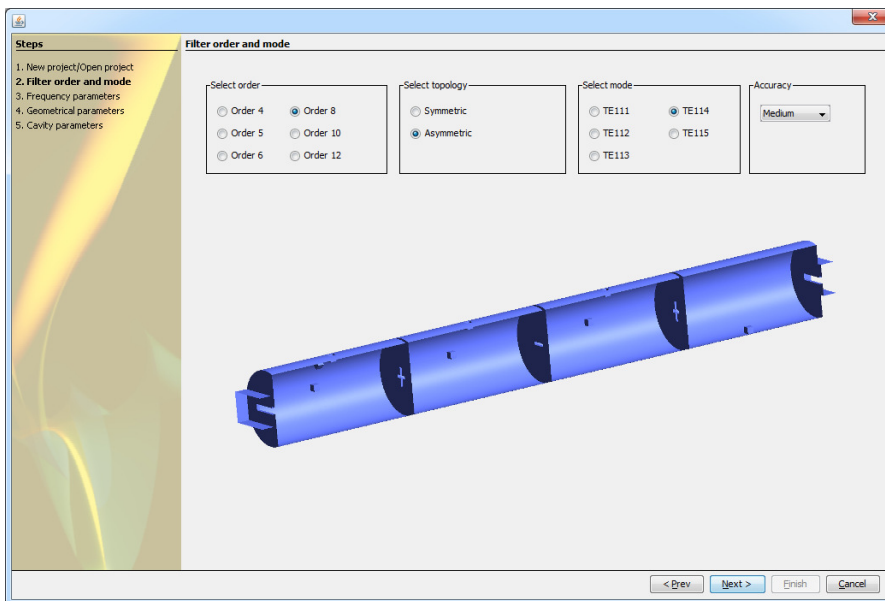 Steps
1. New project/Open project
2. Filter order and mode
3. Frequency parameters
4. Geometrical parameters
5. Cavity parameters
Filter order and mode
Select order
Order 4
Order 8
Order 5
Order 10
Order 6
Order 12
Select topology
Symmetric
Asymmetric
Select mode
TE111
TE114
TE112
TE115
TE113
Accuracy
Medium
< Prev
Next >
Finish
Cancel